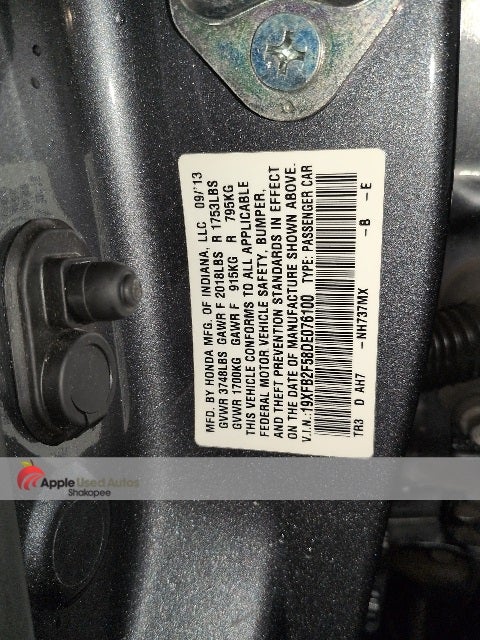 MFD. BY HONDA MFG. OF INDIANA, LLC 09/13
GVWR 3748LBS GAWR F 2018LBS R 1753LBS
GVWR 1700KG GAWR F 915KG R 795KG
THIS VEHICLE CONFORMS TO ALL APPLICABLE
FEDERAL MOTOR VEHICLE SAFETY, BUMPER,
AND THEFT PREVENTION STANDARDS IN EFFECT
ON THE DATE OF MANUFACTURE SHOWN ABOVE.
V.I.N.:19XFB2F58DE076100 TYPE: PASSENGER CAR
TR3 D AH7 -NH737MX -B -E
Apple Used Autos
Shakopee